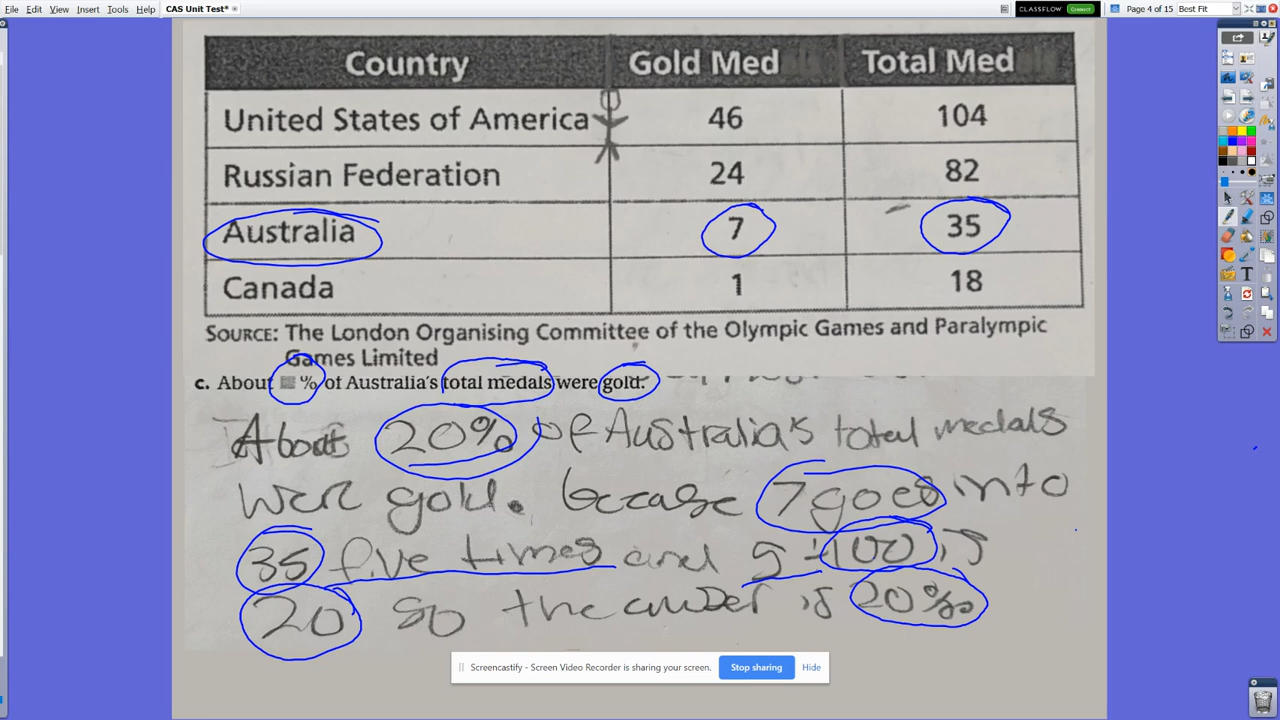 File Edit View Insert Tools Help CAS Unit Test* CLASSFLOW Connect Page 4 of 15 Best Fit
Country Gold Med Total Med
United States of America 46 104
Russian Federation 24 82
Australia 7 35
Canada 1 18
SOURCE: The London Organising Committee of the Olympic Games and Paralympic
Games Limited
c. About % of Australia's total medals were gold.
About 20% of Australia's total medals
were gold. becase 7 goes into
35 five times and 5 ÷ 100 is
20 so the answer is 20%
Screencastify - Screen Video Recorder is sharing your screen. Stop sharing Hide